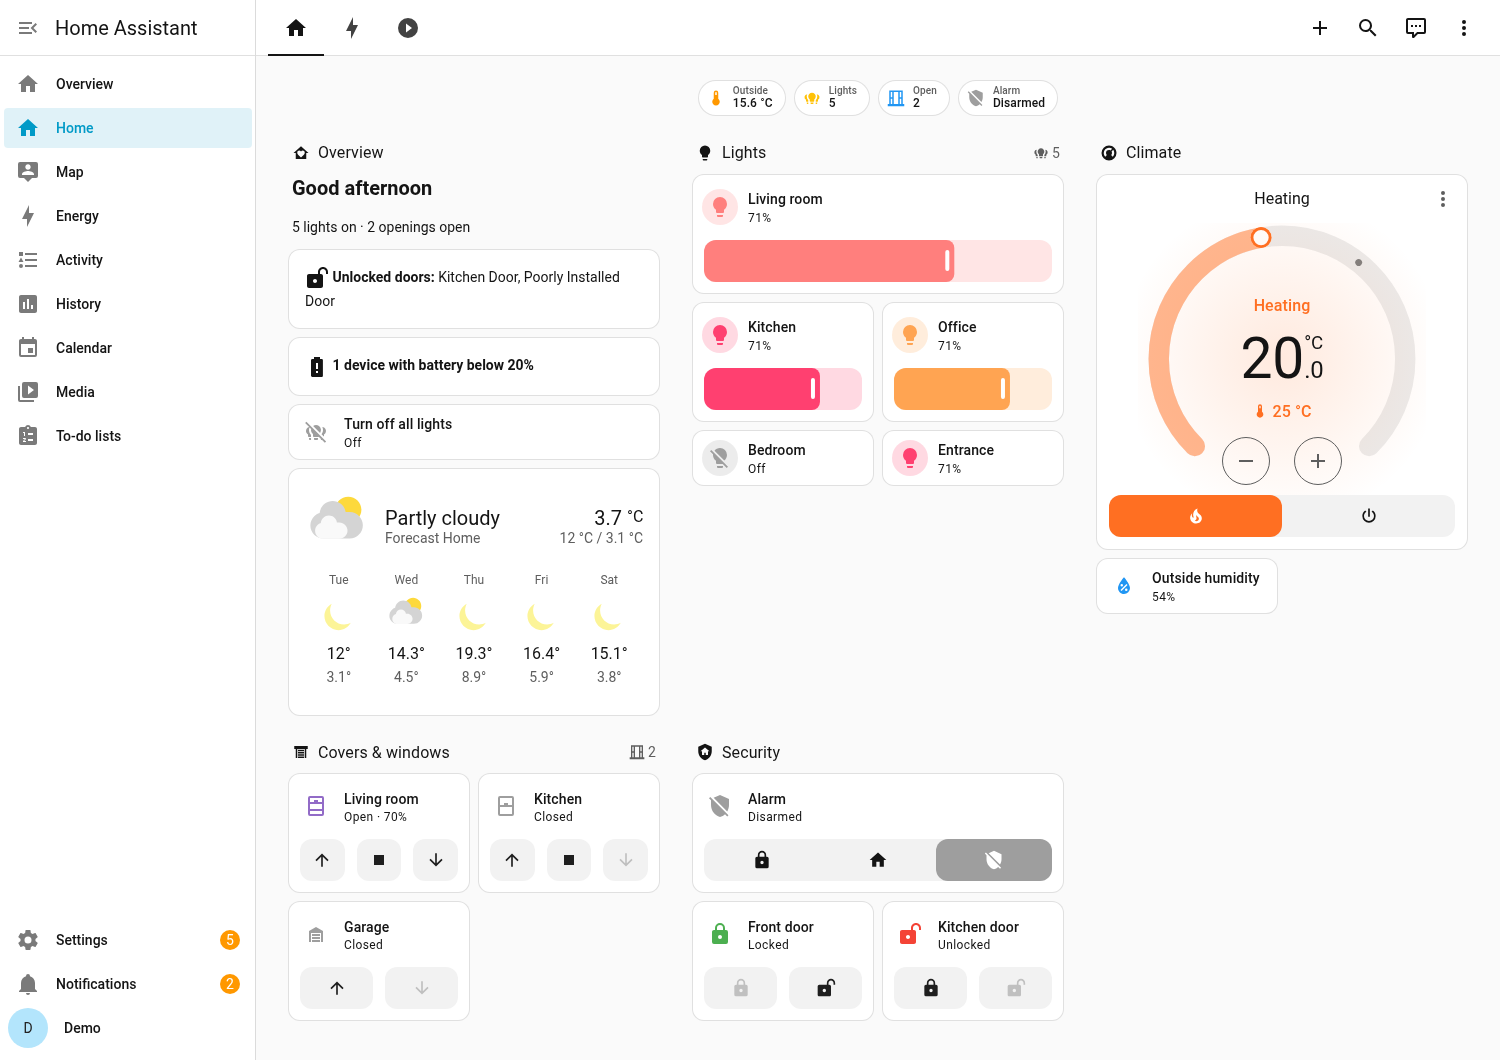 Home Assistant
Overview
Home
Map
Energy
Activity
History
Calendar
Media
To-do lists
Settings
5
Notifications
2
D
Demo
Outside
15.6 °C
Lights
5
Open
2
Alarm
Disarmed
Overview
Good afternoon
5 lights on · 2 openings open
Unlocked doors: Kitchen Door, Poorly Installed
Door
1 device with battery below 20%
Turn off all lights
Off
Partly cloudy
Forecast Home
3.7 °C
12 °C / 3.1 °C
Tue Wed Thu Fri Sat
12° 14.3° 19.3° 16.4° 15.1°
3.1° 4.5° 8.9° 5.9° 3.8°
Lights
5
Living room
71%
Kitchen
71%
Office
71%
Bedroom
Off
Entrance
71%
Climate
Heating
Heating
20.0 °C
25 °C
Outside humidity
54%
Covers & windows
2
Living room
Open · 70%
Kitchen
Closed
Garage
Closed
Security
Alarm
Disarmed
Front door
Locked
Kitchen door
Unlocked